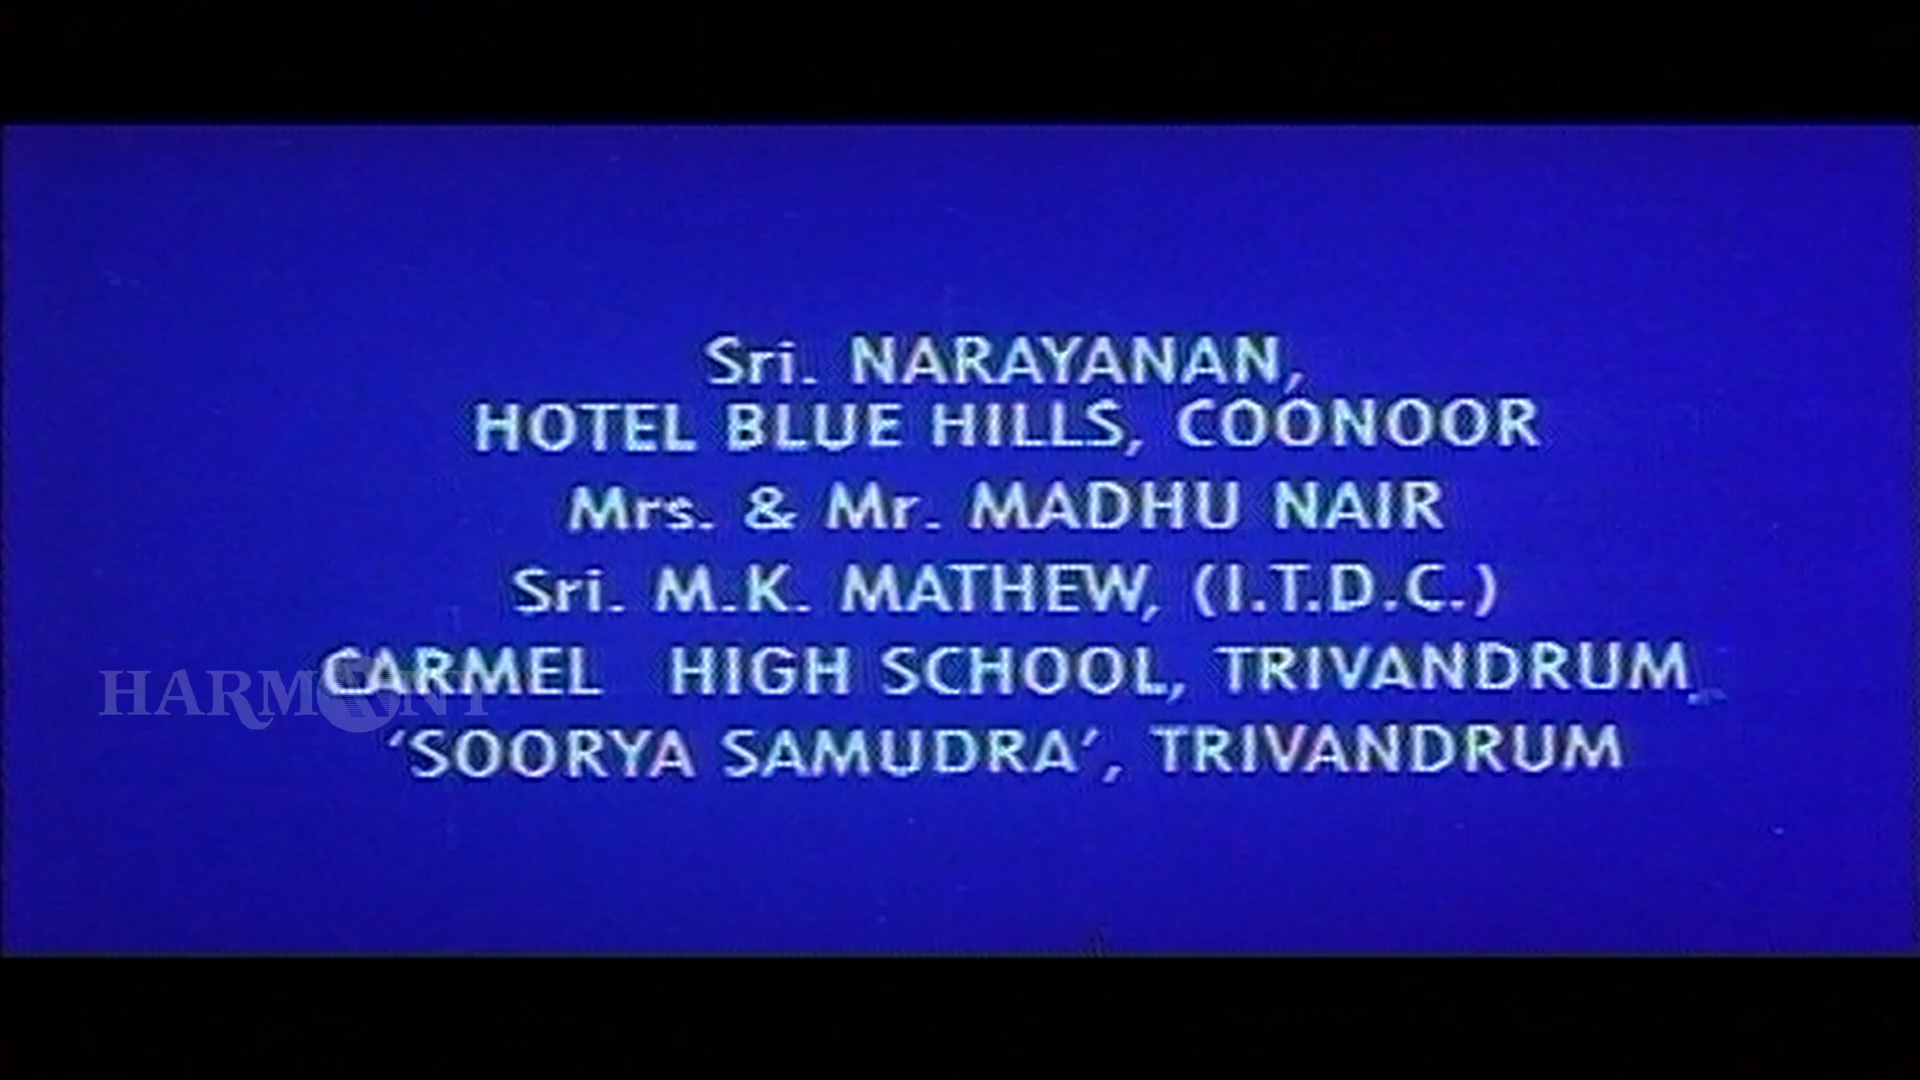 Sri. NARAYANAN,
HOTEL BLUE HILLS, COONOOR
Mrs. & Mr. MADHU NAIR
Sri. M.K. MATHEW, (I.T.D.C.)
CARMEL HIGH SCHOOL, TRIVANDRUM,
'SOORYA SAMUDRA', TRIVANDRUM
HARMONY